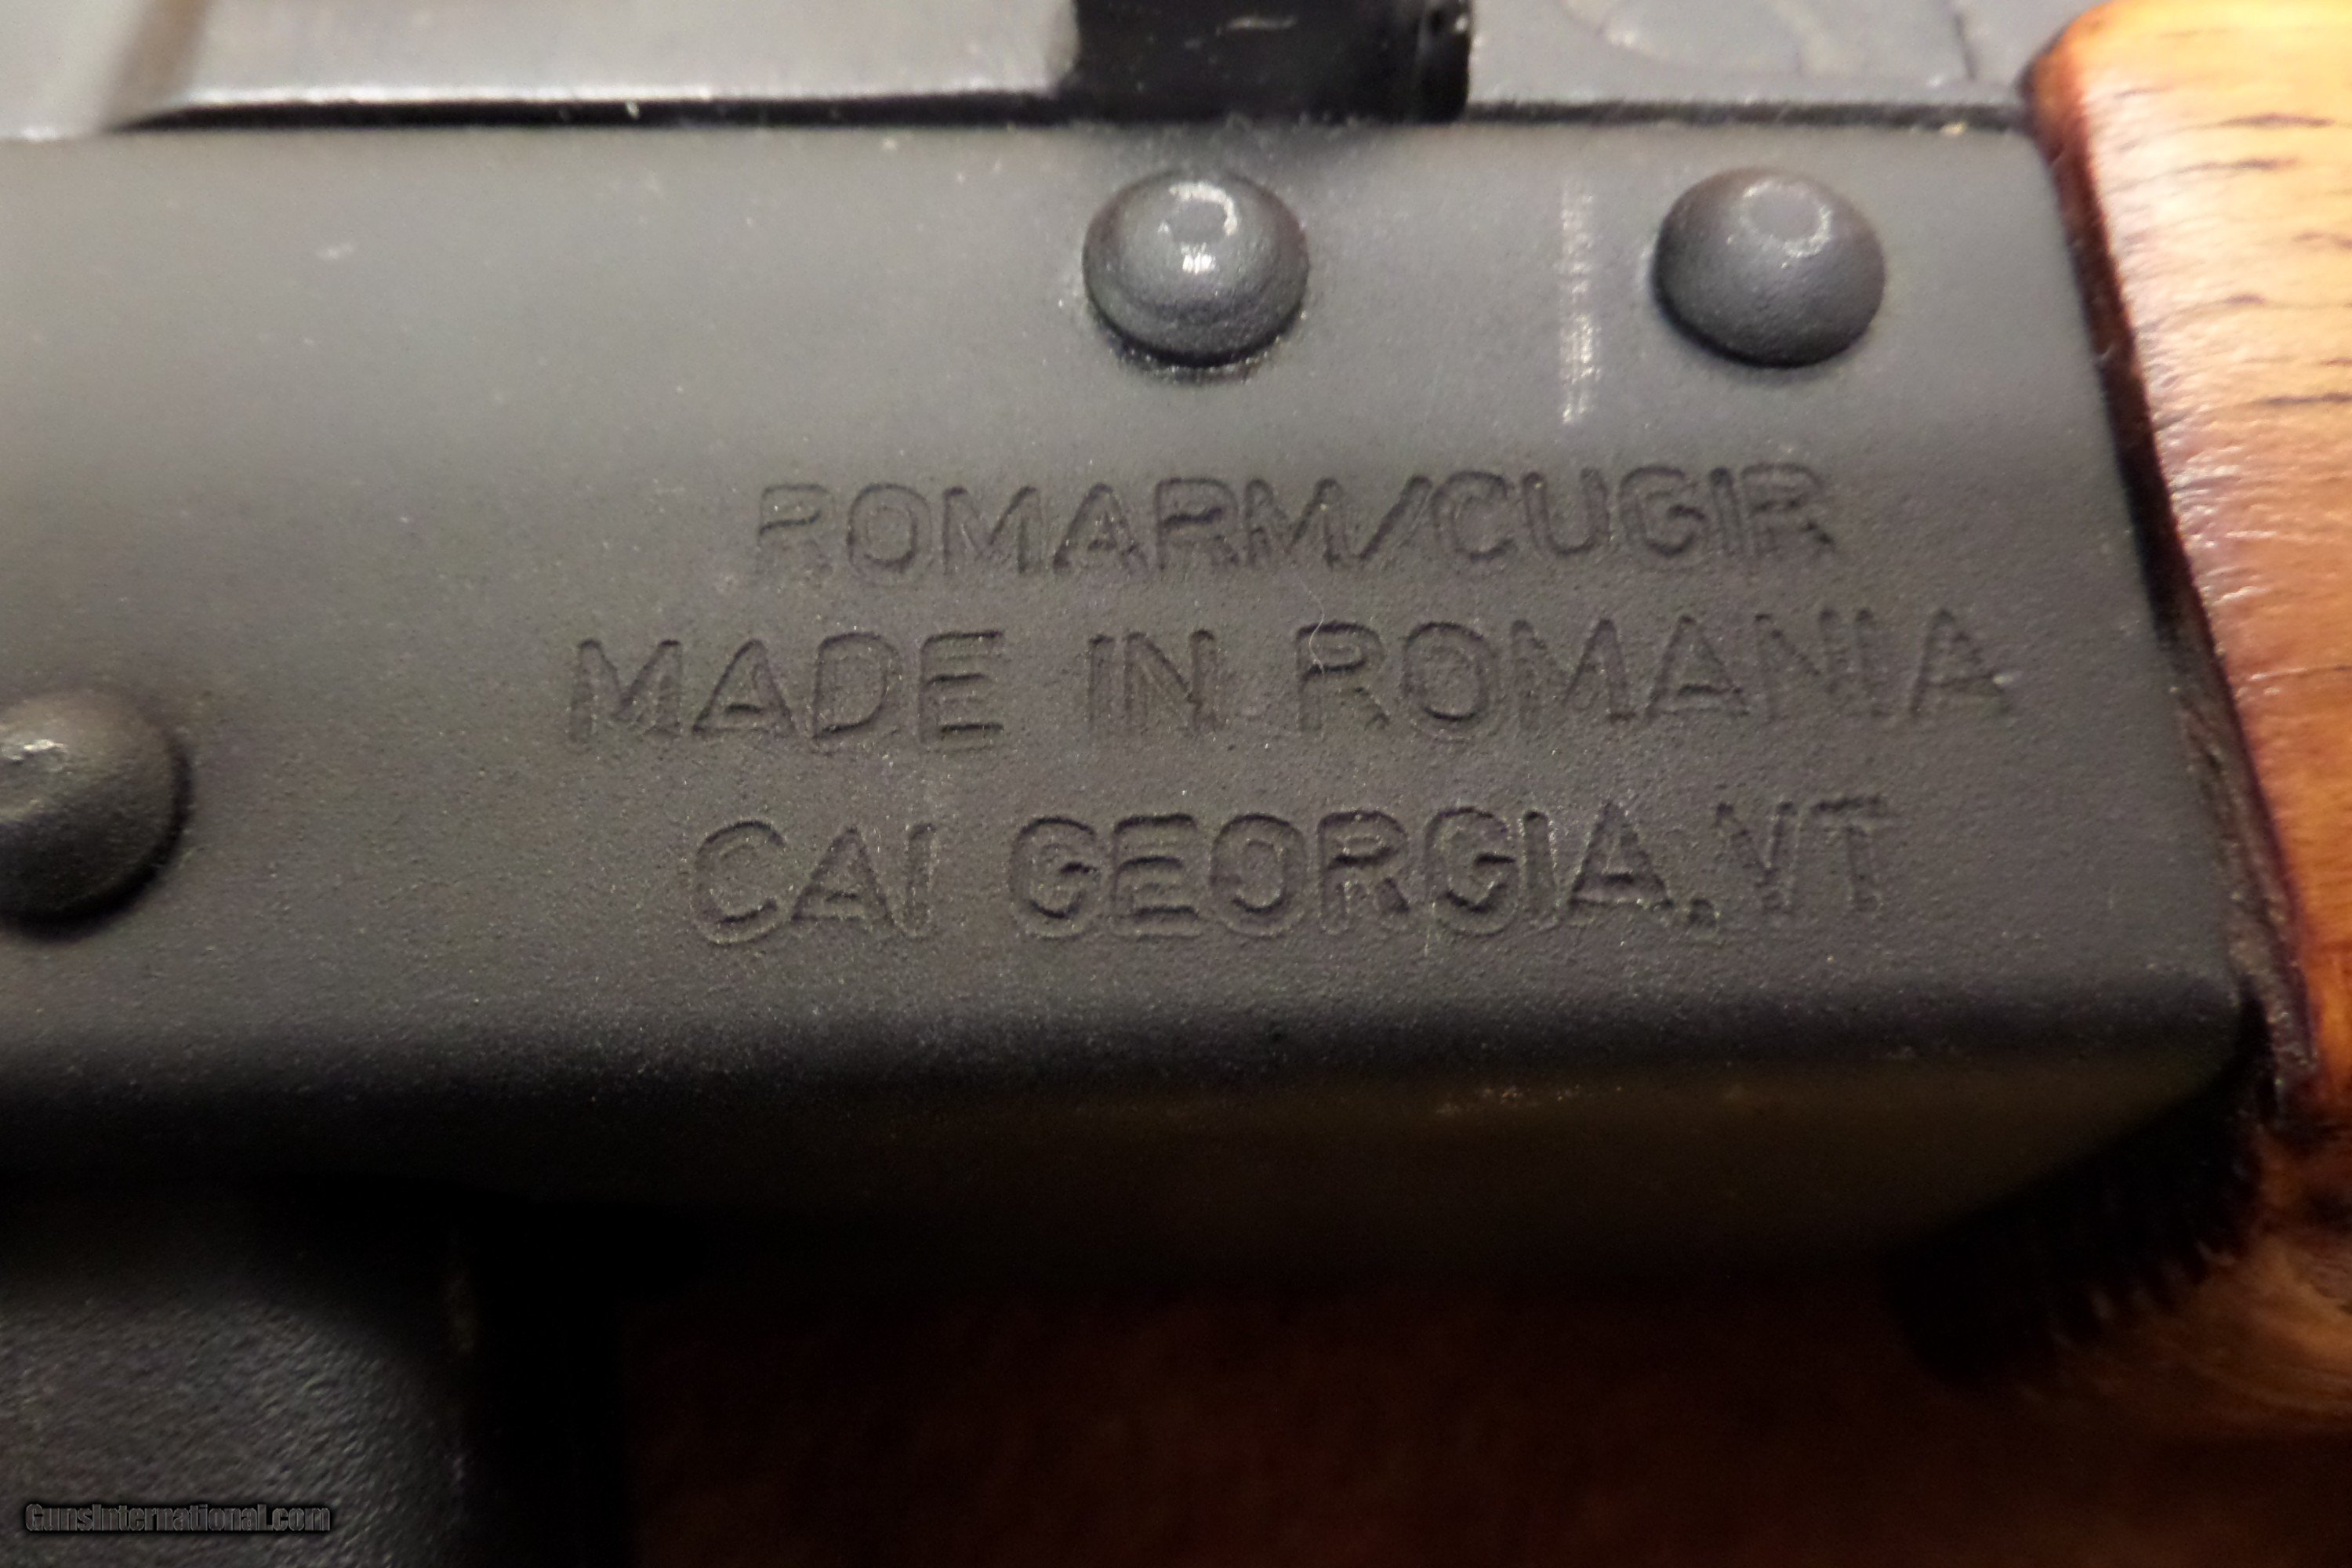 ROMARM/CUGIR
MADE IN ROMANIA
CAI GEORGIA.VT
GunsInternational.com